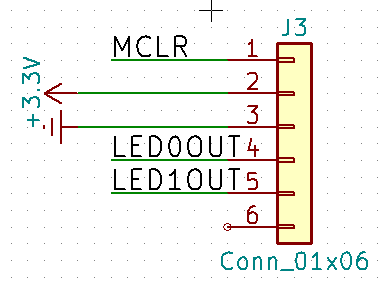 J3
MCLR 1
+3.3V 2
3
LED0OUT 4
LED1OUT 5
6
Conn_01x06